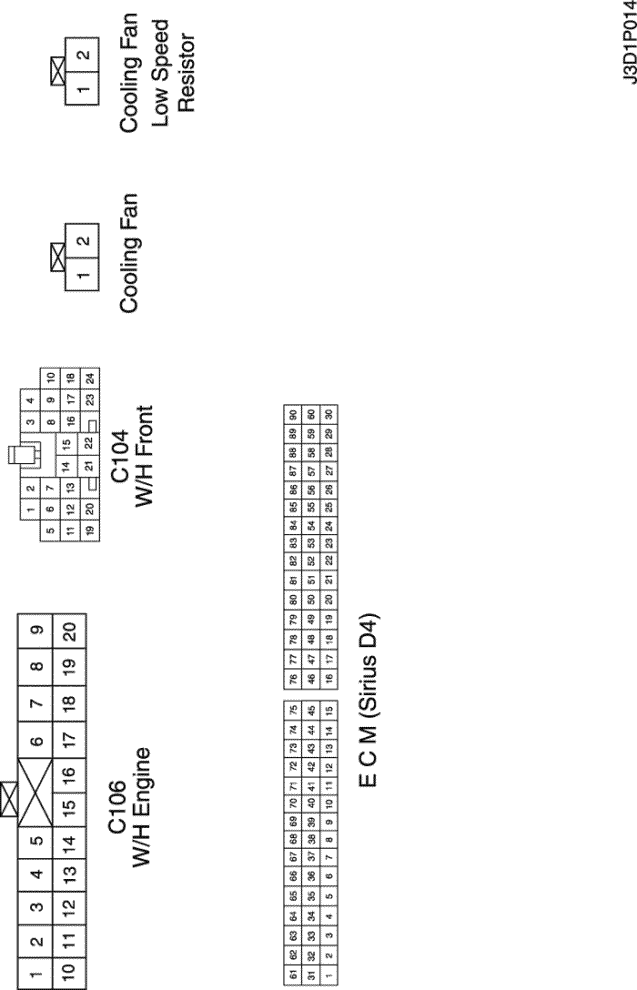 1 2 3 4 5 6 7 8 9
10 11 12 13 14 15 16 17 18 19 20
C106
W/H Engine
1 2 3 4
5 6 7 8 9 10
11 12 13 14 15 16 17 18
19 20 21 22 23 24
C104
W/H Front
1 2
Cooling Fan
1 2
Cooling Fan
Low Speed
Resistor
61 62 63 64 65 66 67 68 69 70 71 72 73 74 75 76 77 78 79 80 81 82 83 84 85 86 87 88 89 90
31 32 33 34 35 36 37 38 39 40 41 42 43 44 45 46 47 48 49 50 51 52 53 54 55 56 57 58 59 60
1 2 3 4 5 6 7 8 9 10 11 12 13 14 15 16 17 18 19 20 21 22 23 24 25 26 27 28 29 30
E C M (Sirius D4)
J3D1P014